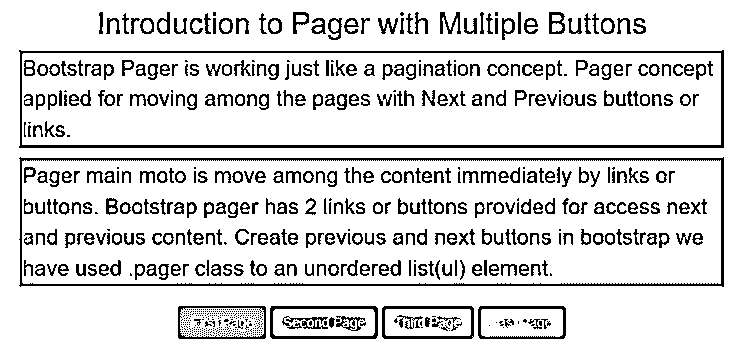 Introduction to Pager with Multiple Buttons
Bootstrap Pager is working just like a pagination concept. Pager concept
applied for moving among the pages with Next and Previous buttons or
links.
Pager main moto is move among the content immediately by links or
buttons. Bootstrap pager has 2 links or buttons provided for access next
and previous content. Create previous and next buttons in bootstrap we
have used .pager class to an unordered list(ul) element.
First Page Second Page Third Page Last Page